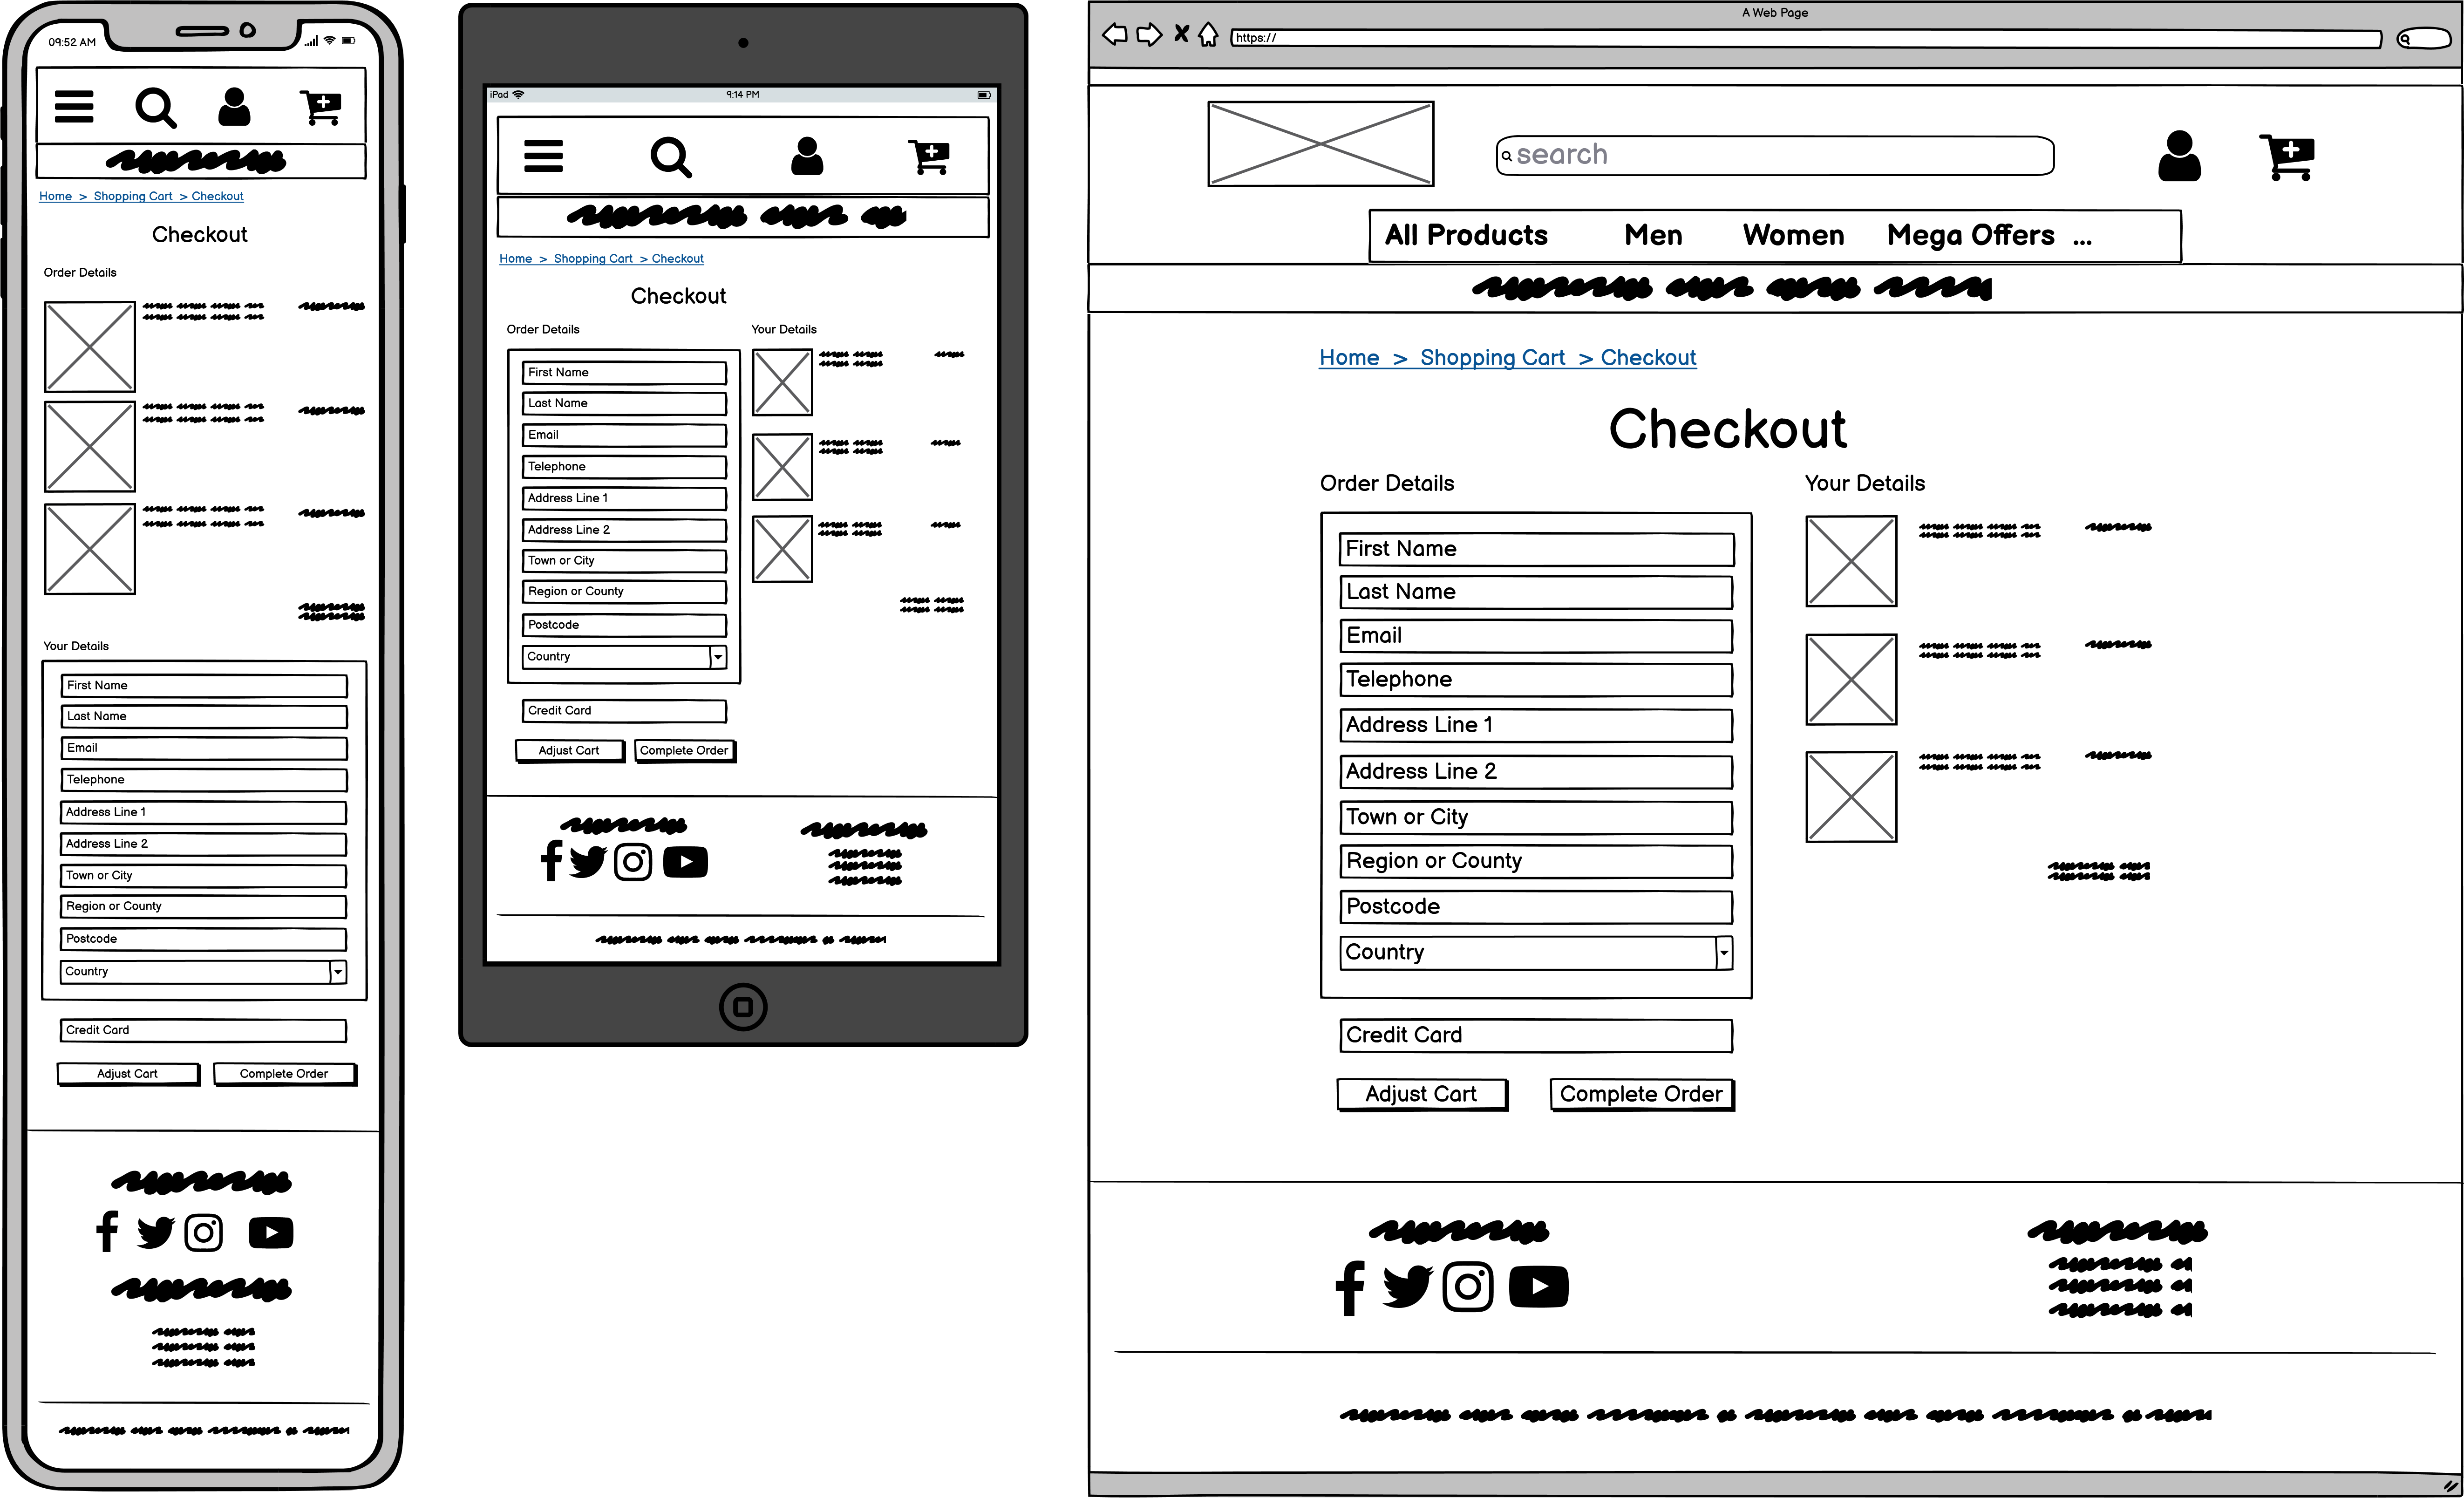 09:52 AM
Home > Shopping Cart > Checkout
Checkout
Order Details
Your Details
First Name
Last Name
Email
Telephone
Address Line 1
Address Line 2
Town or City
Region or County
Postcode
Country
Credit Card
Adjust Cart Complete Order
iPad 9:14 PM
Home > Shopping Cart > Checkout
Checkout
Order Details Your Details
First Name
Last Name
Email
Telephone
Address Line 1
Address Line 2
Town or City
Region or County
Postcode
Country
Credit Card
Adjust Cart Complete Order
A Web Page
https://
search
All Products Men Women Mega Offers ...
Home > Shopping Cart > Checkout
Checkout
Order Details Your Details
First Name
Last Name
Email
Telephone
Address Line 1
Address Line 2
Town or City
Region or County
Postcode
Country
Credit Card
Adjust Cart Complete Order